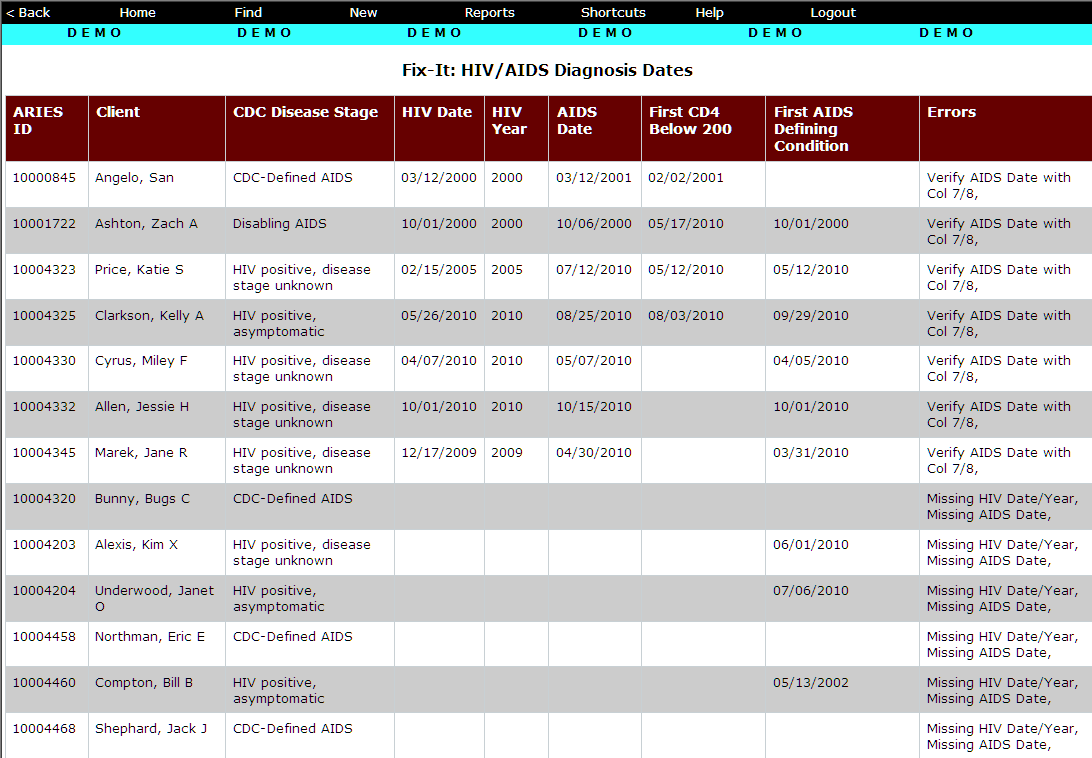 < Back Home Find New Reports Shortcuts Help Logout
D E M O D E M O D E M O D E M O D E M O D E M O
Fix-It: HIV/AIDS Diagnosis Dates
ARIES ID Client CDC Disease Stage HIV Date HIV Year AIDS Date First CD4 Below 200 First AIDS Defining Condition Errors
10000845 Angelo, San CDC-Defined AIDS 03/12/2000 2000 03/12/2001 02/02/2001 Verify AIDS Date with
Col 7/8,
10001722 Ashton, Zach A Disabling AIDS 10/01/2000 2000 10/06/2000 05/17/2010 10/01/2000 Verify AIDS Date with
Col 7/8,
10004323 Price, Katie S HIV positive, disease 02/15/2005 2005 07/12/2010 05/12/2010 05/12/2010 Verify AIDS Date with
stage unknown Col 7/8,
10004325 Clarkson, Kelly A HIV positive, 05/26/2010 2010 08/25/2010 08/03/2010 09/29/2010 Verify AIDS Date with
asymptomatic Col 7/8,
10004330 Cyrus, Miley F HIV positive, disease 04/07/2010 2010 05/07/2010 04/05/2010 Verify AIDS Date with
stage unknown Col 7/8,
10004332 Allen, Jessie H HIV positive, disease 10/01/2010 2010 10/15/2010 10/01/2010 Verify AIDS Date with
stage unknown Col 7/8,
10004345 Marek, Jane R HIV positive, disease 12/17/2009 2009 04/30/2010 03/31/2010 Verify AIDS Date with
stage unknown Col 7/8,
10004320 Bunny, Bugs C CDC-Defined AIDS Missing HIV Date/Year,
Missing AIDS Date,
10004203 Alexis, Kim X HIV positive, disease 06/01/2010 Missing HIV Date/Year,
stage unknown Missing AIDS Date,
10004204 Underwood, Janet HIV positive, 07/06/2010 Missing HIV Date/Year,
O asymptomatic Missing AIDS Date,
10004458 Northman, Eric E CDC-Defined AIDS Missing HIV Date/Year,
Missing AIDS Date,
10004460 Compton, Bill B HIV positive, 05/13/2002 Missing HIV Date/Year,
asymptomatic Missing AIDS Date,
10004468 Shephard, Jack J CDC-Defined AIDS Missing HIV Date/Year,
Missing AIDS Date,